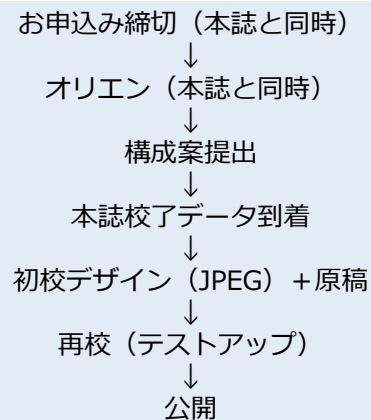 お申込み締切（本誌と同時）
↓
オリエン（本誌と同時）
↓
構成案提出
↓
本誌校了データ到着
↓
初校デザイン（JPEG）＋原稿
↓
再校（テストアップ）
↓
公開